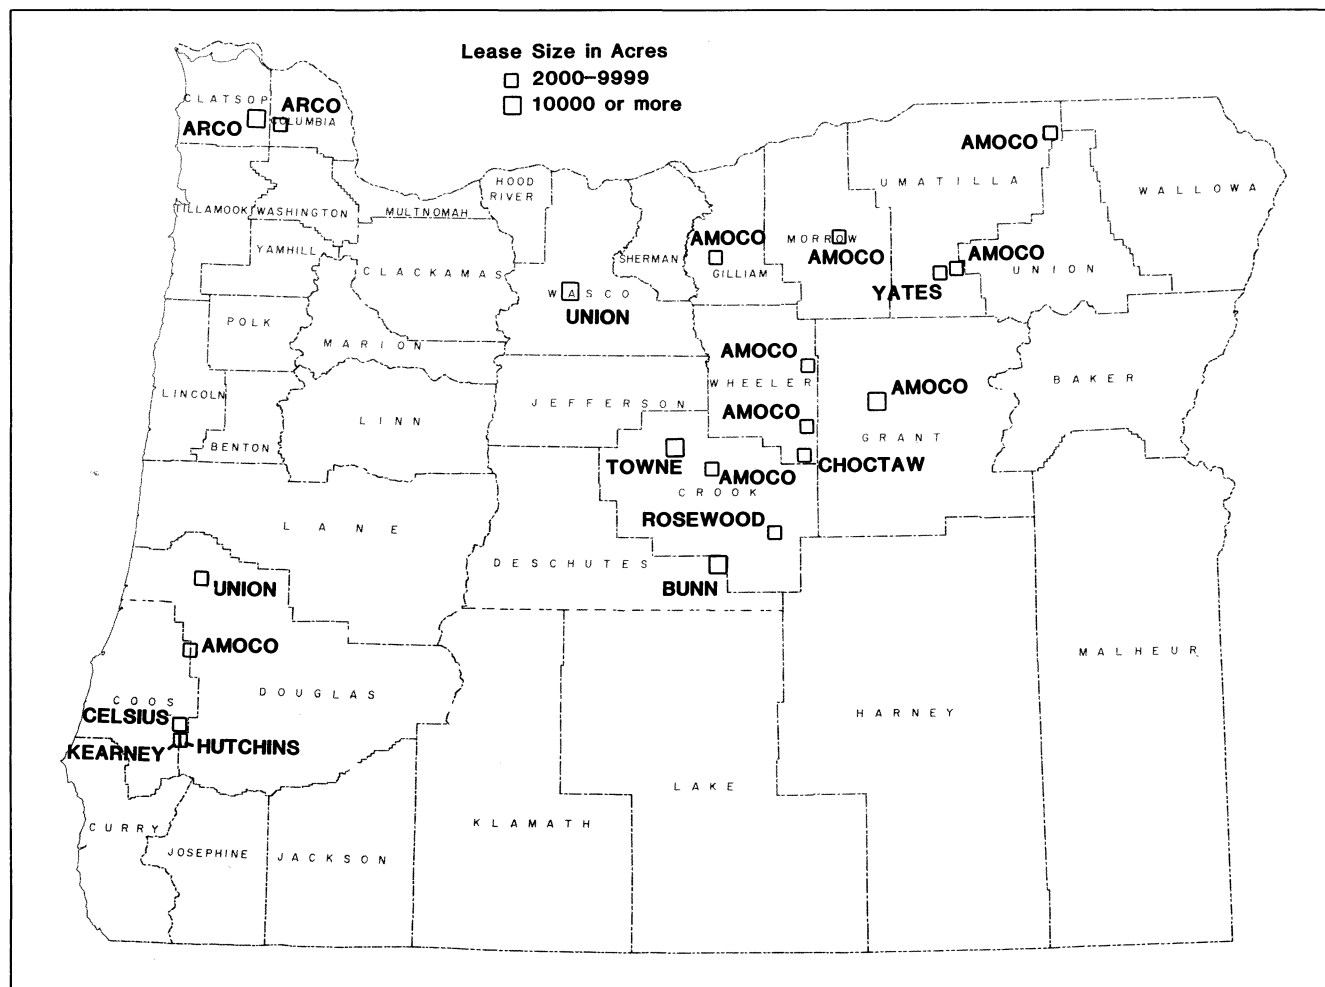 Lease Size in Acres
2000–9999
10000 or more
CLATSOP
ARCO
COLUMBIA
ARCO
AMOCO
UMATILLA
WALLOWA
HOOD
RIVER
TILLAMOOK
WASHINGTON
MULTNOMAH
YAMHILL
CLACKAMAS
SHERMAN
AMOCO
GILLIAM
MORROW
AMOCO
AMOCO
UNION
YATES
WASCO
UNION
POLK
MARION
AMOCO
WHEELER
AMOCO
BAKER
LINCOLN
JEFFERSON
AMOCO
GRANT
LINN
BENTON
TOWNE
AMOCO
CHOCTAW
CROOK
ROSEWOOD
LANE
DESCHUTES
BUNN
UNION
AMOCO
MALHEUR
DOUGLAS
COOS
CELSIUS
HARNEY
KEARNEY
HUTCHINS
LAKE
CURRY
KLAMATH
JOSEPHINE
JACKSON